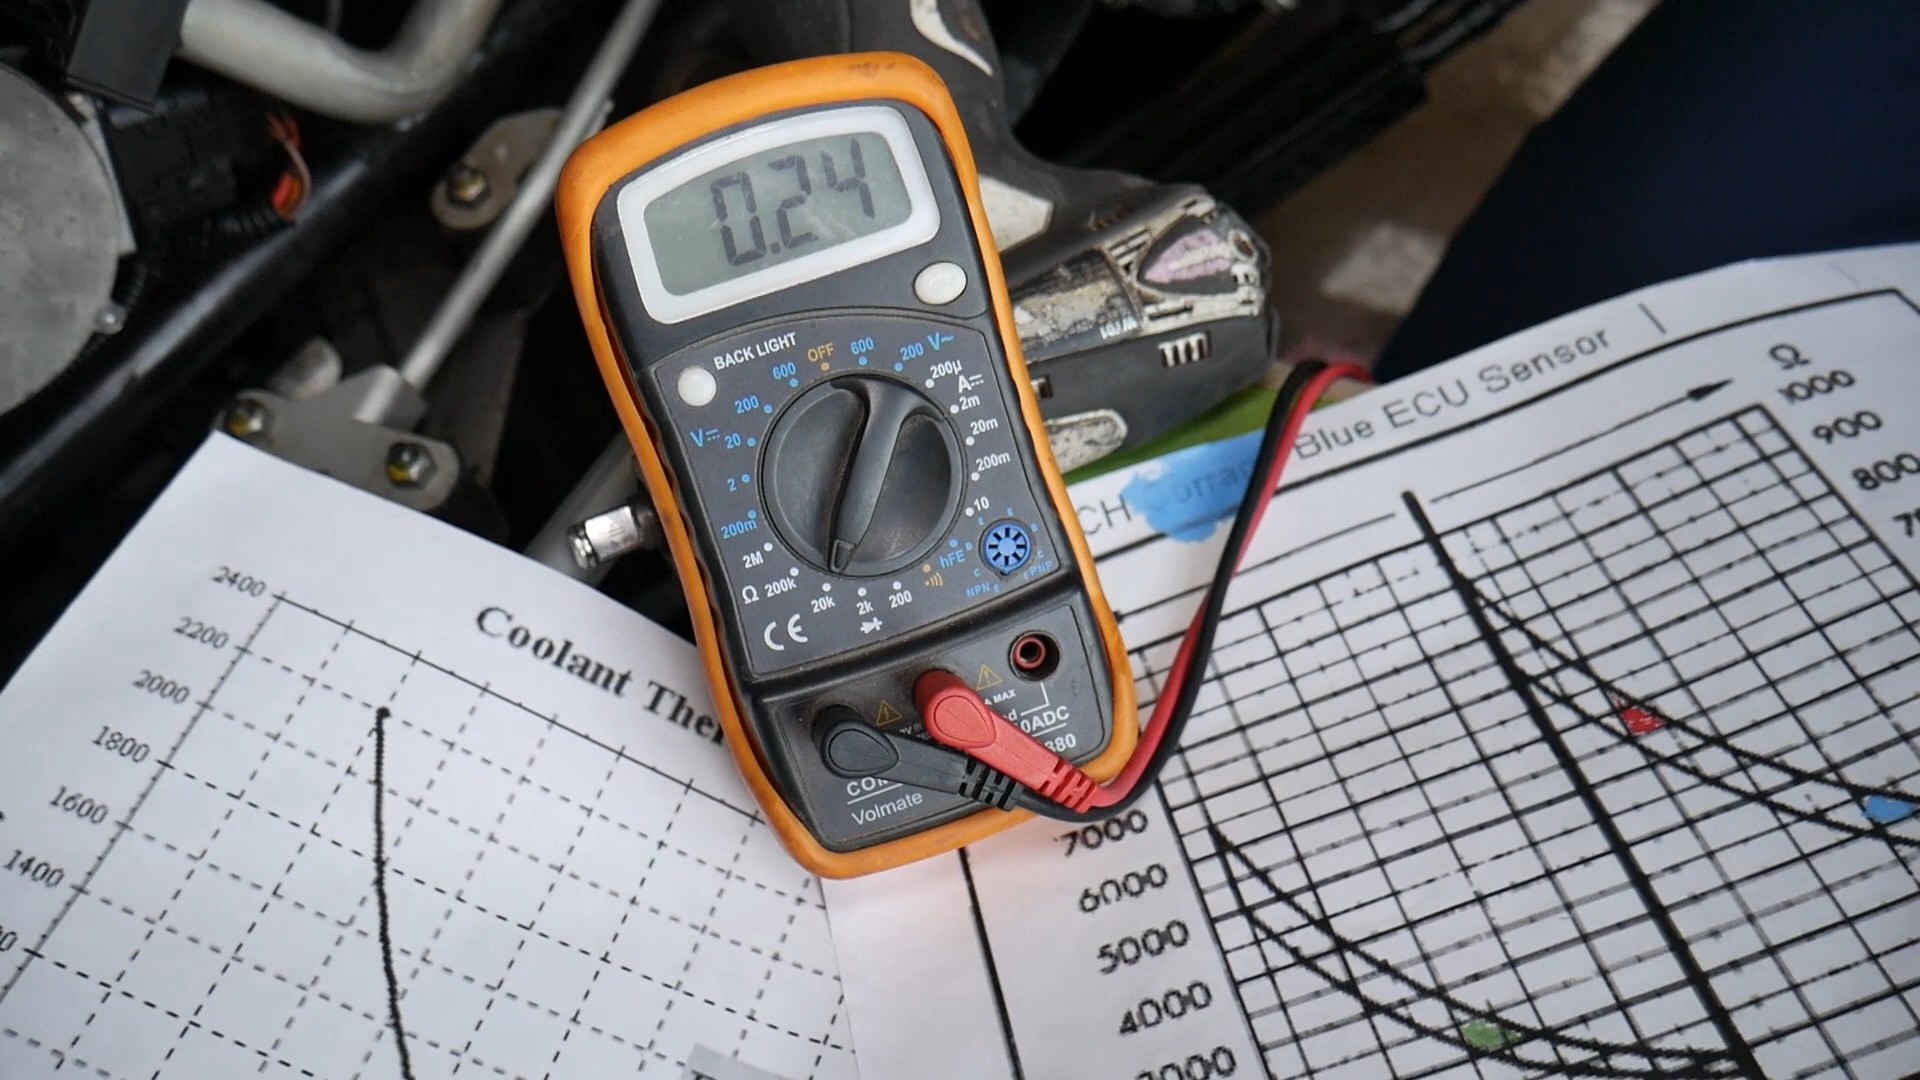 0.24
BACK LIGHT
OFF
600
600
200
V~
200µ
A
200
2m
V
20
20m
2
200m
200m
10
2M
hFE
Ω
200k
20k
2k
200
NPN
PNP
CE
MAX
0ADC
COM
Volmate
Blue ECU Sensor
Ω
1000
900
800
7000
6000
5000
4000
Coolant
2400
2200
2000
1800
1600
1400